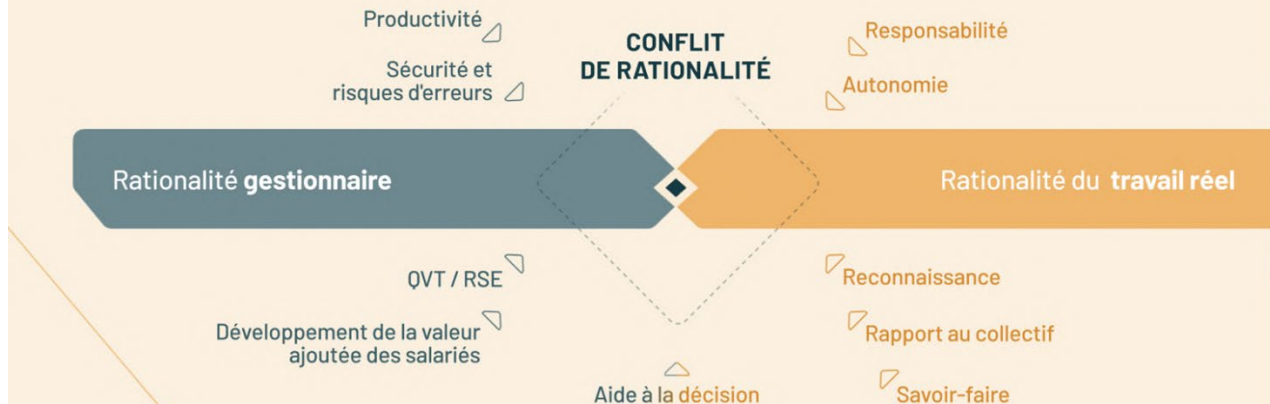 Productivité
Sécurité et
risques d'erreurs
CONFLIT
DE RATIONALITÉ
Responsabilité
Autonomie
Rationalité gestionnaire
Rationalité du travail réel
QVT / RSE
Développement de la valeur
ajoutée des salariés
Reconnaissance
Rapport au collectif
Aide à la décision
Savoir-faire